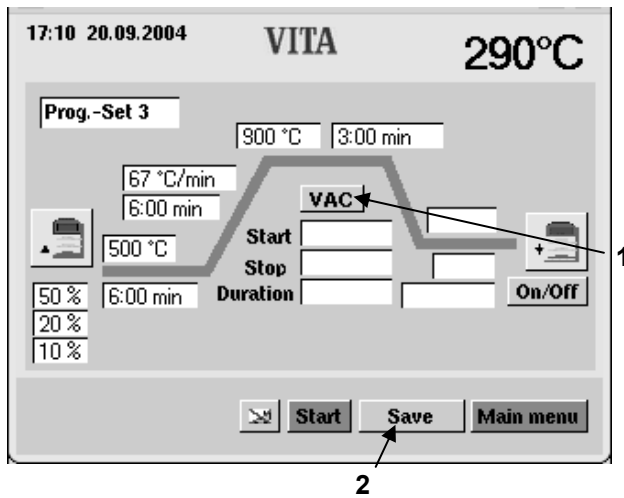 17:10 20.09.2004 VITA 290°C
Prog.-Set 3
900 °C 3:00 min
67 °C/min
6:00 min
VAC
500 °C
Start
Stop
1
50 % 6:00 min Duration On/Off
20 %
10 %
Start Save Main menu
2